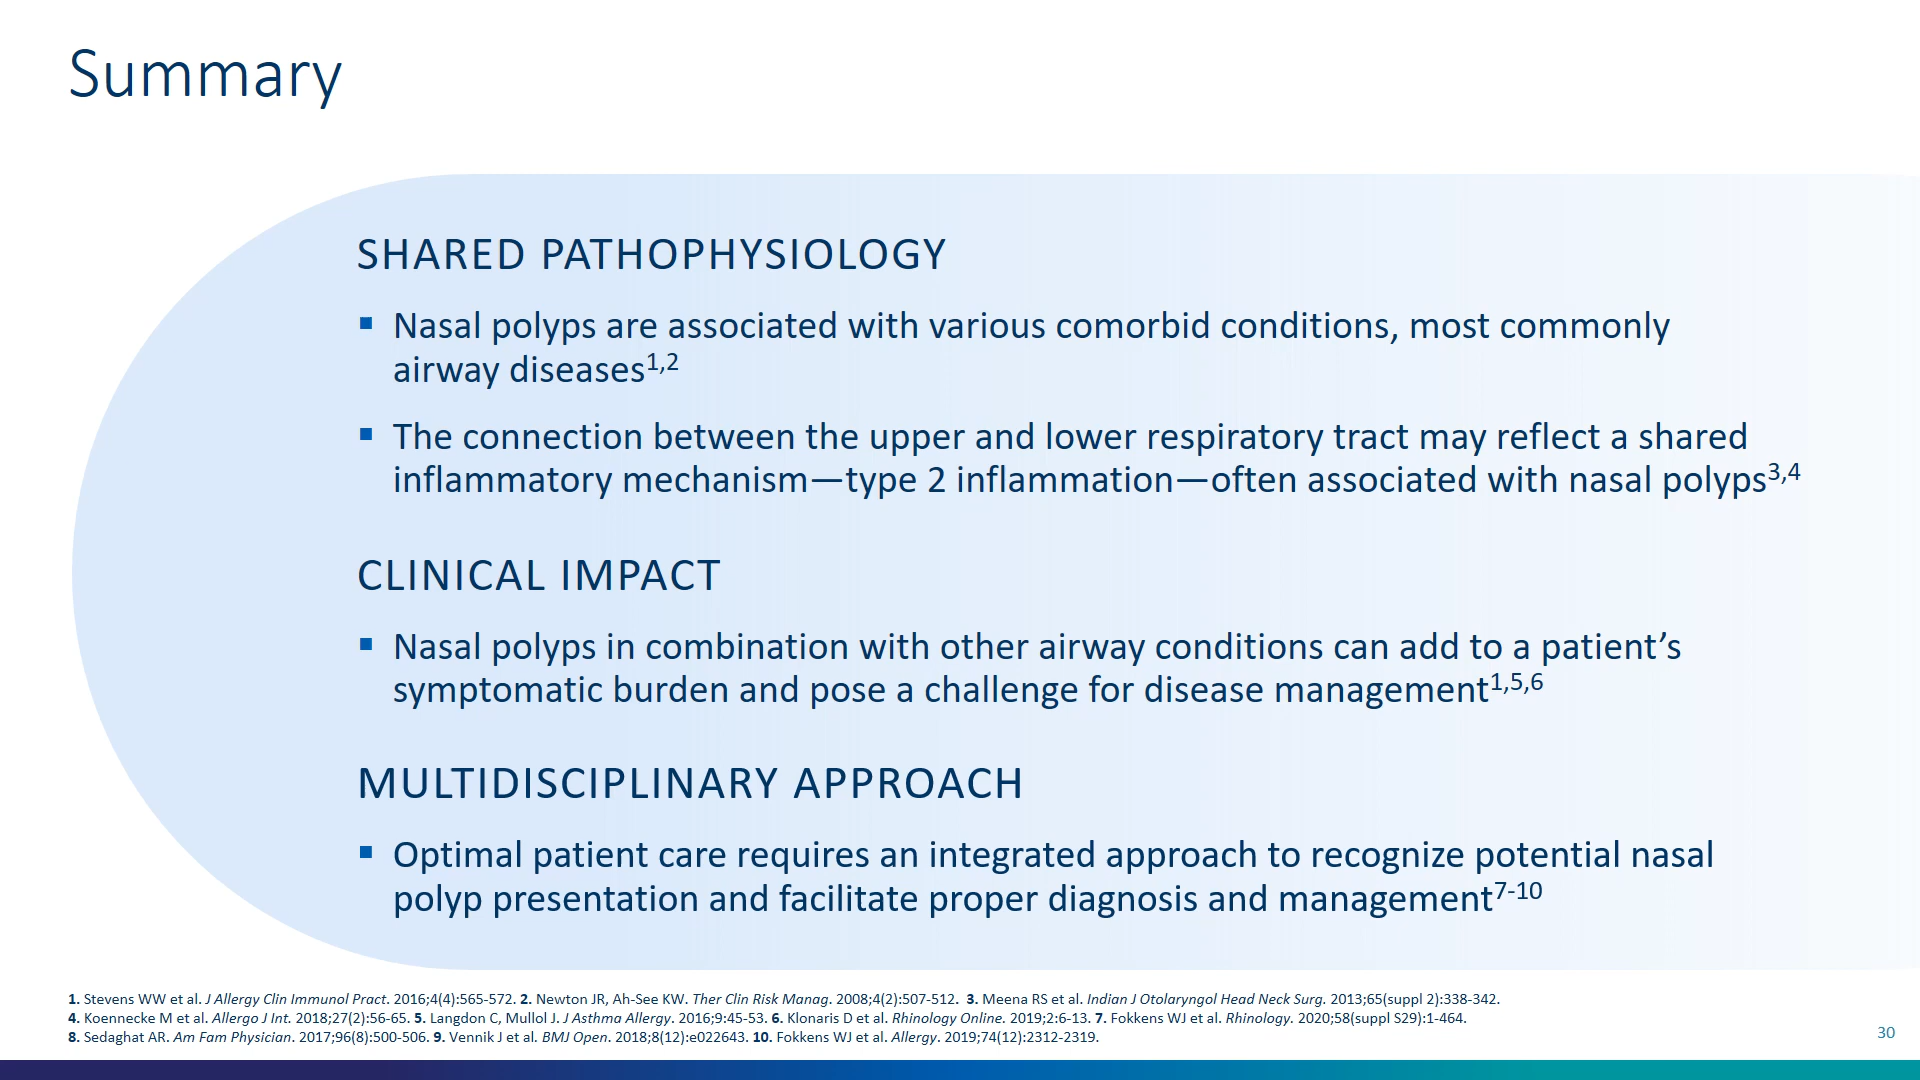 Summary
SHARED PATHOPHYSIOLOGY
▪ Nasal polyps are associated with various comorbid conditions, most commonly
airway diseases1,2
▪ The connection between the upper and lower respiratory tract may reflect a shared
inflammatory mechanism—type 2 inflammation—often associated with nasal polyps3,4
CLINICAL IMPACT
▪ Nasal polyps in combination with other airway conditions can add to a patient’s
symptomatic burden and pose a challenge for disease management1,5,6
MULTIDISCIPLINARY APPROACH
▪ Optimal patient care requires an integrated approach to recognize potential nasal
polyp presentation and facilitate proper diagnosis and management7-10
1. Stevens WW et al. J Allergy Clin Immunol Pract. 2016;4(4):565-572. 2. Newton JR, Ah-See KW. Ther Clin Risk Manag. 2008;4(2):507-512. 3. Meena RS et al. Indian J Otolaryngol Head Neck Surg. 2013;65(suppl 2):338-342.
4. Koennecke M et al. Allergo J Int. 2018;27(2):56-65. 5. Langdon C, Mullol J. J Asthma Allergy. 2016;9:45-53. 6. Klonaris D et al. Rhinology Online. 2019;2:6-13. 7. Fokkens WJ et al. Rhinology. 2020;58(suppl S29):1-464.
8. Sedaghat AR. Am Fam Physician. 2017;96(8):500-506. 9. Vennik J et al. BMJ Open. 2018;8(12):e022643. 10. Fokkens WJ et al. Allergy. 2019;74(12):2312-2319.
30